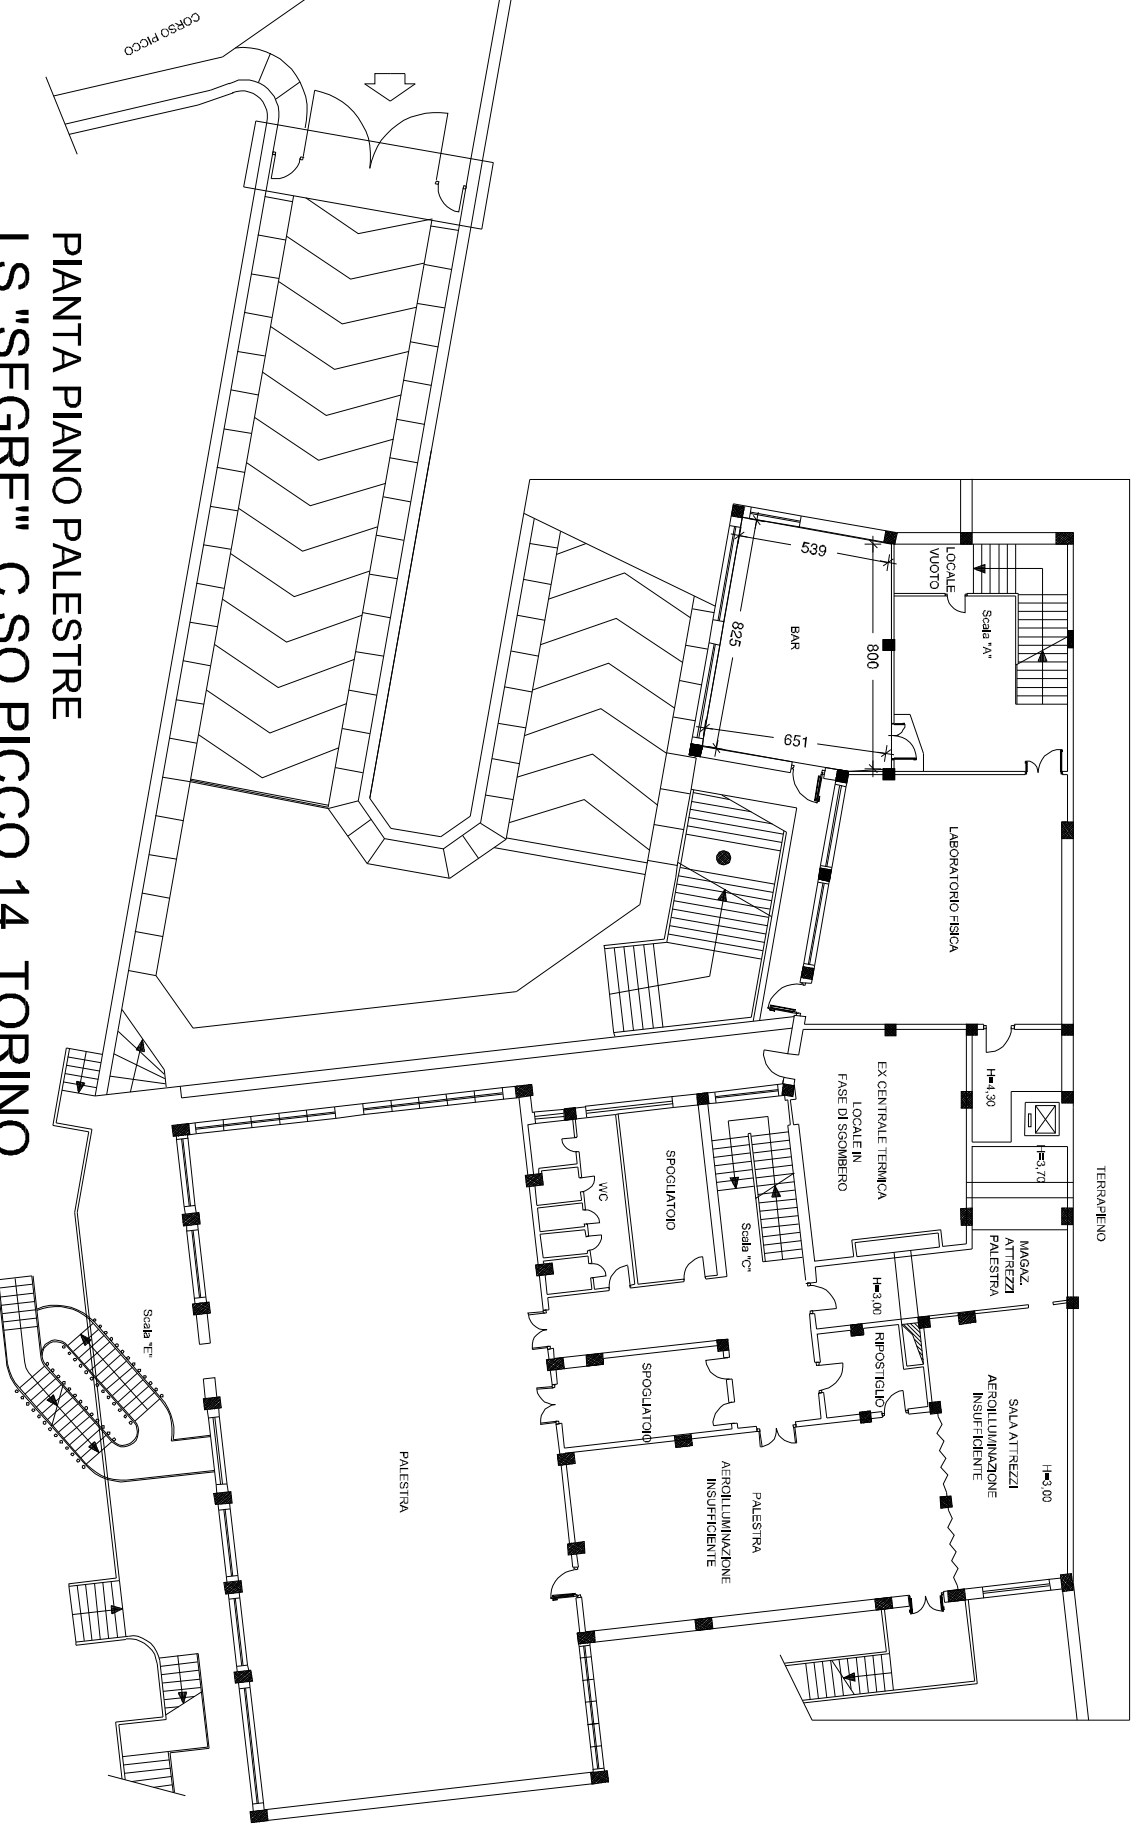 CORSO PICCO
PIANTA PIANO PALESTRE
I.S "SEGRE'" C.SO PICCO 14 TORINO
TERRAPIENO
LOCALE
VUOTO
Scala "A"
BAR
539
825
800
651
LABORATORIO FISICA
H=4,30
H=3,70
EX CENTRALE TERMICA
LOCALE IN
FASE DI SGOMBERO
MAGAZ.
ATTREZZI
PALESTRA
H=3,00
RIPOSTIGLIO
SALA ATTREZZI
AEROILLUMINAZIONE
INSUFFICIENTE
H=3,00
SPOGLIATOIO
WC
Scala "C"
SPOGLIATOIO
PALESTRA
AEROILLUMINAZIONE
INSUFFICIENTE
PALESTRA
Scala "E"